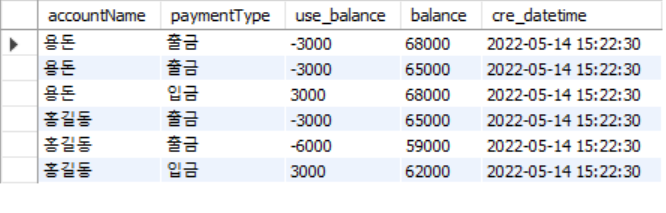 accountName paymentType use_balance balance cre_datetime
용돈 출금 -3000 68000 2022-05-14 15:22:30
용돈 출금 -3000 65000 2022-05-14 15:22:30
용돈 입금 3000 68000 2022-05-14 15:22:30
홍길동 출금 -3000 65000 2022-05-14 15:22:30
홍길동 출금 -6000 59000 2022-05-14 15:22:30
홍길동 입금 3000 62000 2022-05-14 15:22:30